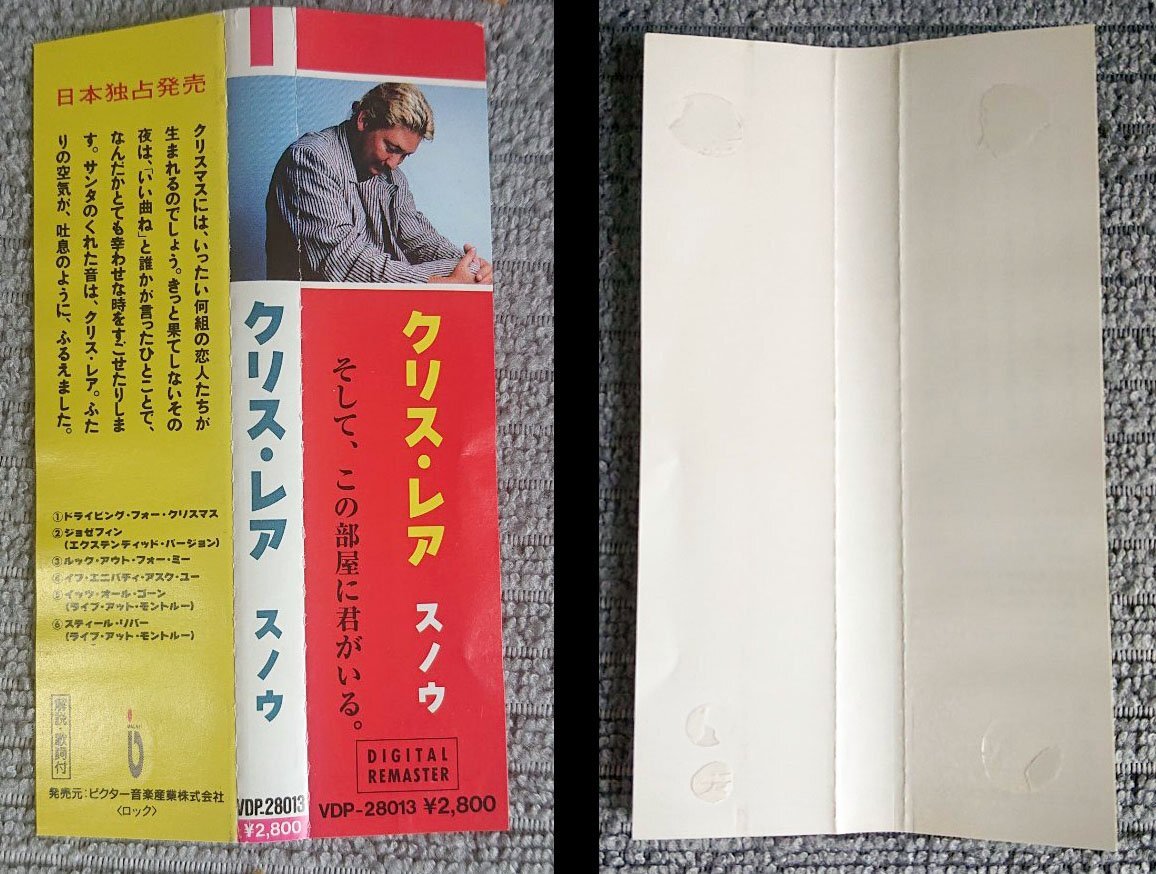 日本独占発売
クリスマスには、いったい何組の恋人たちが
生まれるのでしょう。きっと果てしないその
夜は、「いい曲ね」と誰かが言ったひとことで、
なんだかとても幸わせな時をすごせたりしま
す。サンタのくれた音は、クリス・レア。ふた
りの空気が、吐息のように、ふるえました。
①ドライビング・フォー・クリスマス
②ジョゼフィン
(エクステンディッド・バージョン)
③ルック・アウト・フォー・ミー
④イフ・エニバディ・アスク・ユー
⑤イッツ・オール・ゴーン
(ライブ・アット・モントルー)
⑥スティール・リバー
(ライブ・アット・モントルー)
解説・歌詞付
発売元：ビクター音楽産業株式会社
〈ロック〉
クリス・レア スノウ
VDP-28013
¥2,800
クリス・レア スノウ
そして、この部屋に君がいる。
DIGITAL
REMASTER
VDP-28013 ¥2,800